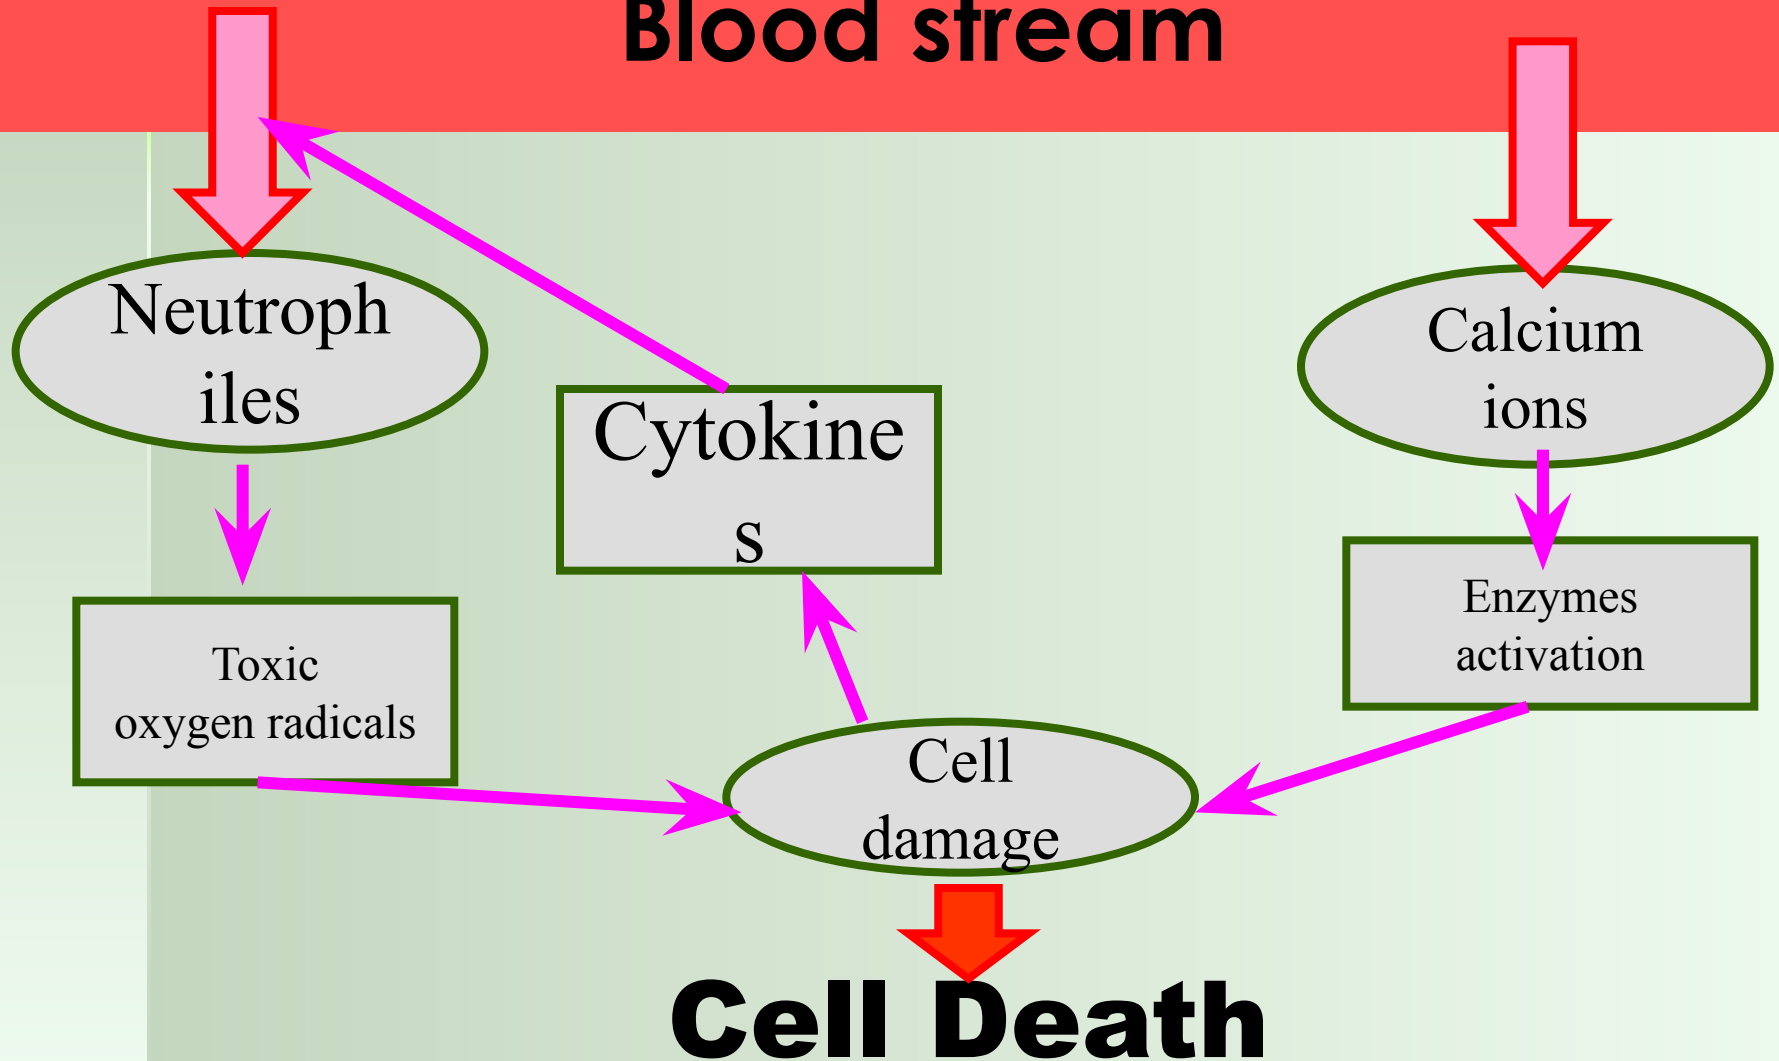 Blood stream
Neutroph
iles
Calcium
ions
Cytokine
s
Enzymes
activation
Toxic
oxygen radicals
Cell
damage
Cell Death